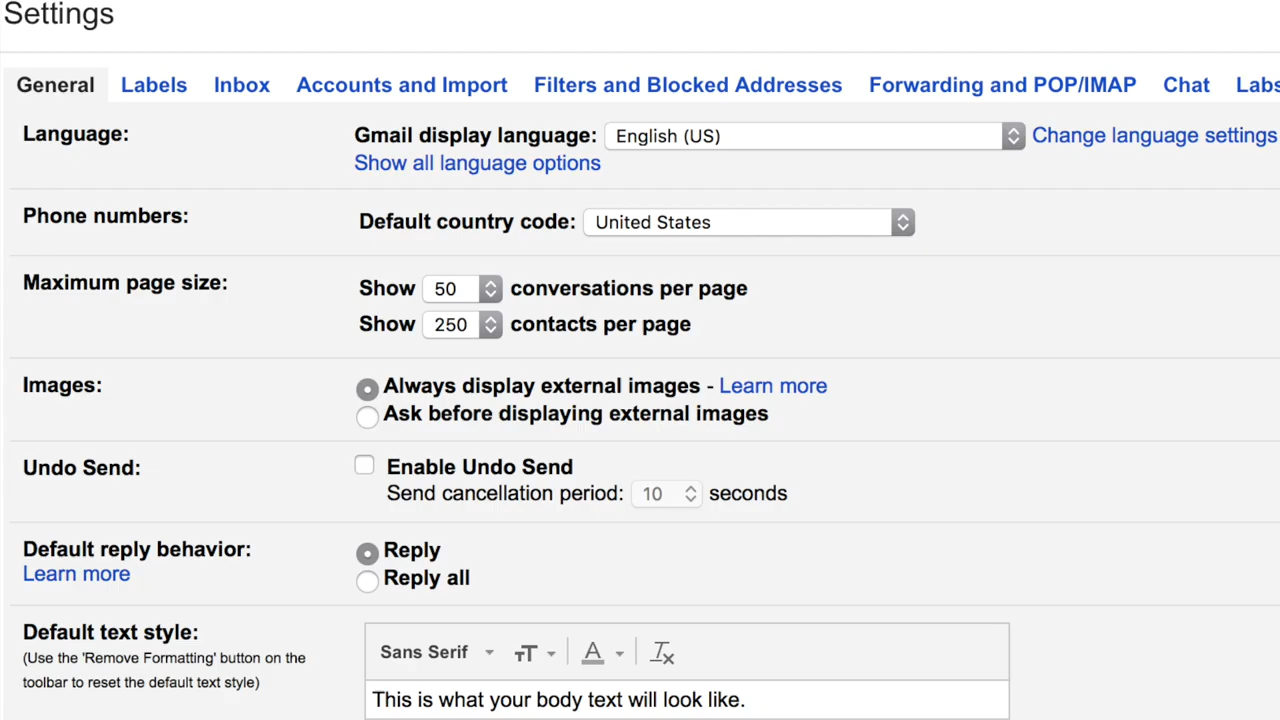 Settings
General Labels Inbox Accounts and Import Filters and Blocked Addresses Forwarding and POP/IMAP Chat Labs
Language: Gmail display language: English (US) Change language settings
Show all language options
Phone numbers: Default country code: United States
Maximum page size: Show 50 conversations per page
Show 250 contacts per page
Images: Always display external images - Learn more
Ask before displaying external images
Undo Send: Enable Undo Send
Send cancellation period: 10 seconds
Default reply behavior: Reply
Learn more
Reply all
Default text style:
(Use the 'Remove Formatting' button on the
toolbar to reset the default text style)
Sans Serif
This is what your body text will look like.